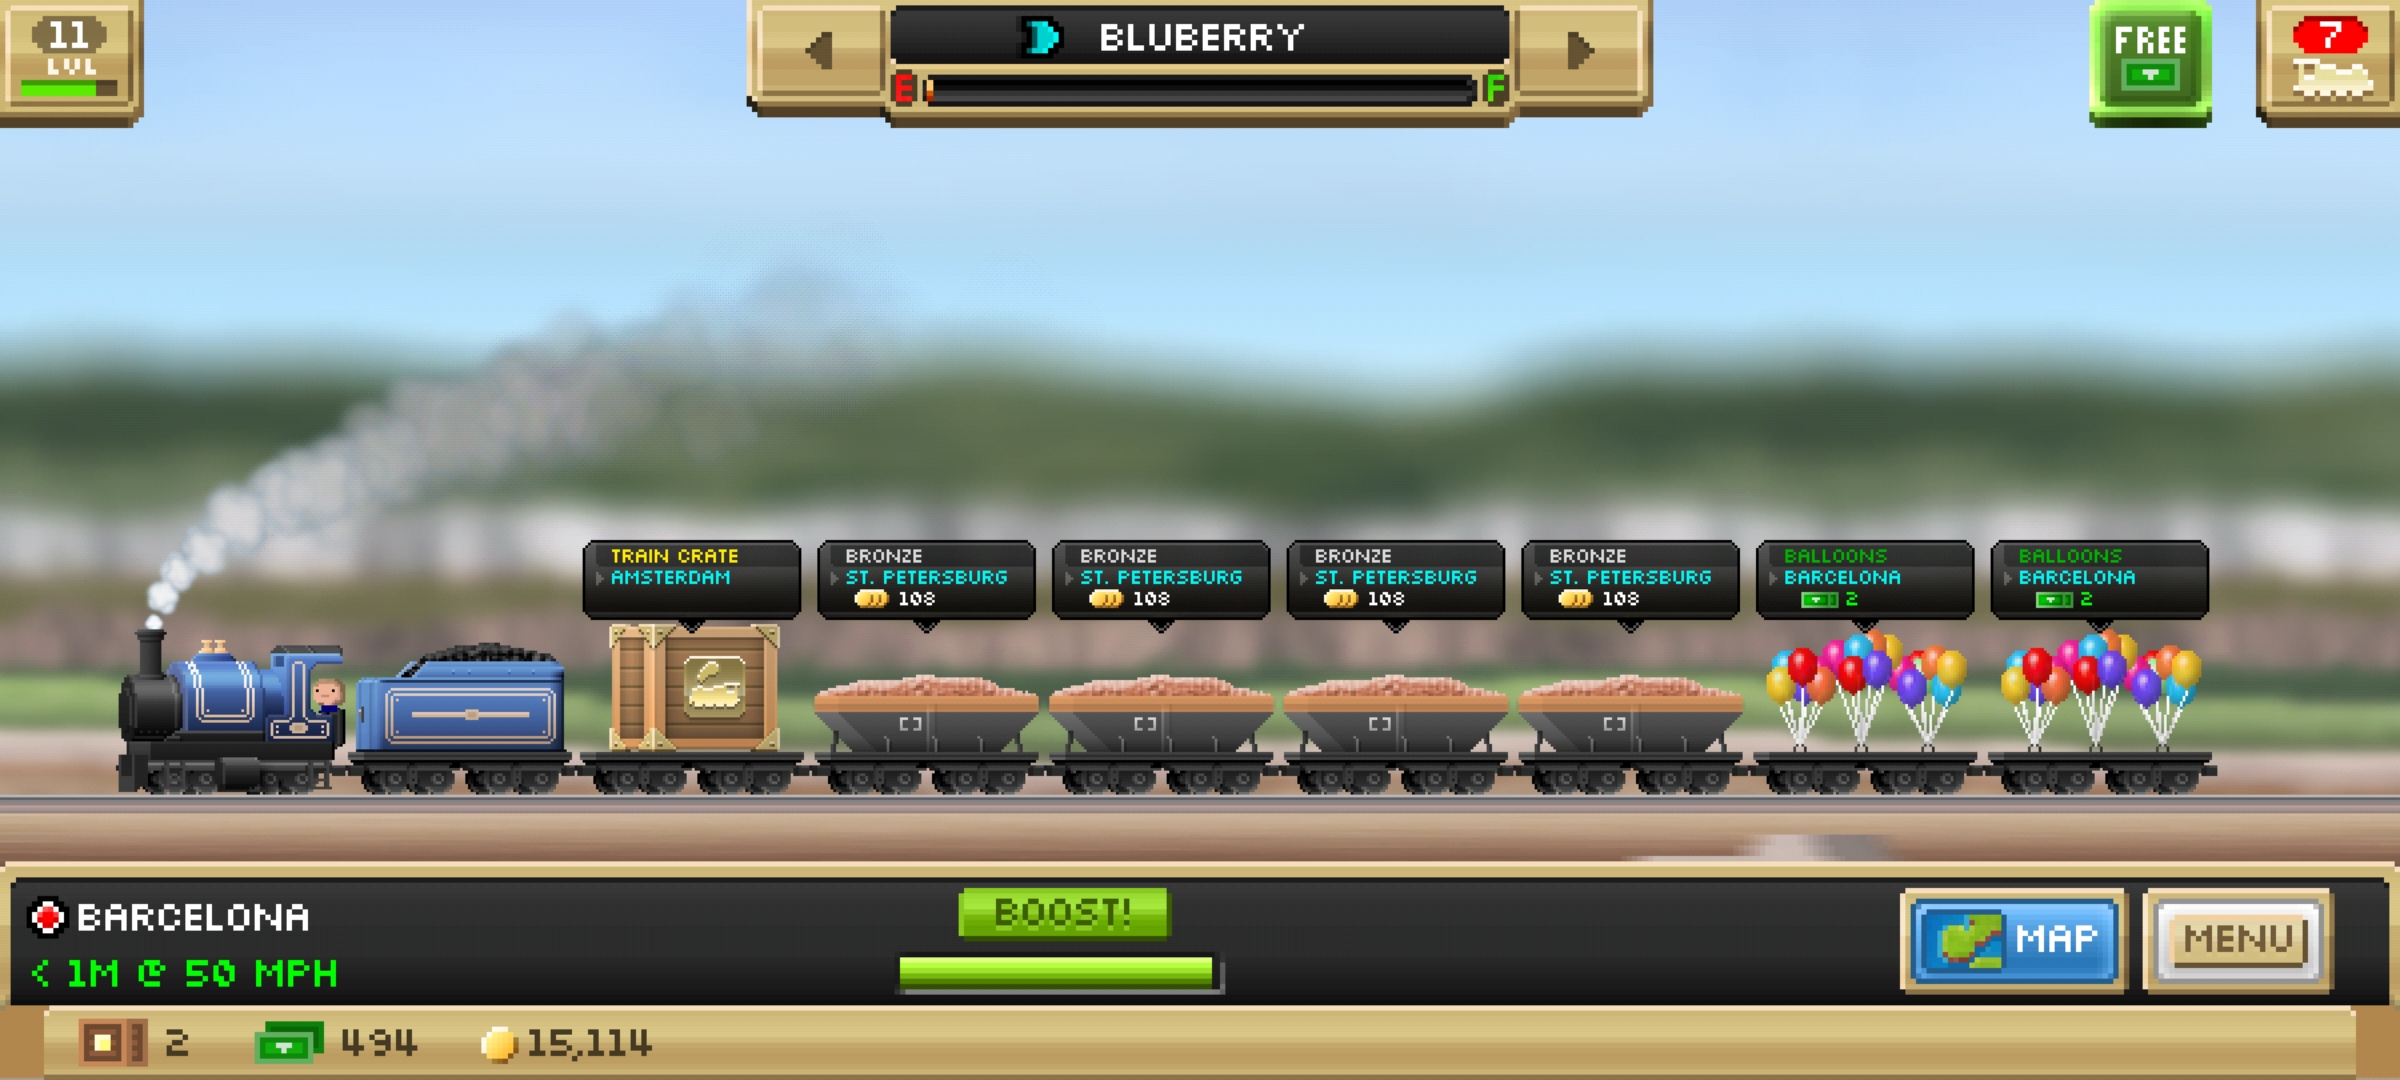 11
LVL
BLUBERRY
E F
FREE
7
TRAIN CRATE
AMSTERDAM
BRONZE
ST. PETERSBURG
108
BRONZE
ST. PETERSBURG
108
BRONZE
ST. PETERSBURG
108
BRONZE
ST. PETERSBURG
108
BALLOONS
BARCELONA
2
BALLOONS
BARCELONA
2
BARCELONA
< 1M @ 50 MPH
BOOST!
MAP
MENU
2
494
15,114